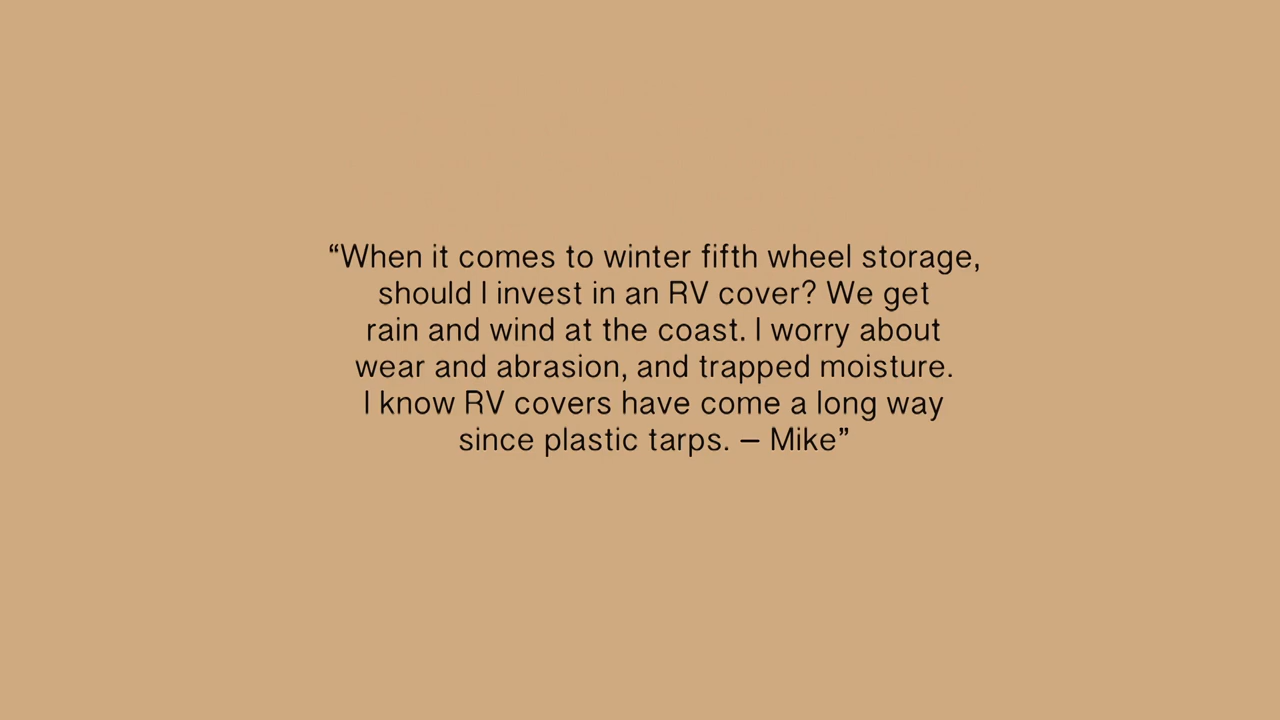 “When it comes to winter fifth wheel storage,
should I invest in an RV cover? We get
rain and wind at the coast. I worry about
wear and abrasion, and trapped moisture.
I know RV covers have come a long way
since plastic tarps. – Mike”